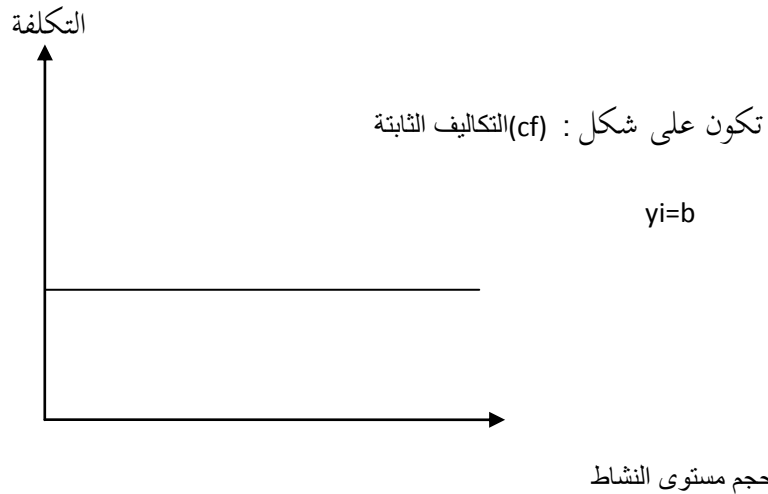 التكلفة
التكاليف الثابتة(cf) تكون على شكل :
yi=b
حجم مستوى النشاط